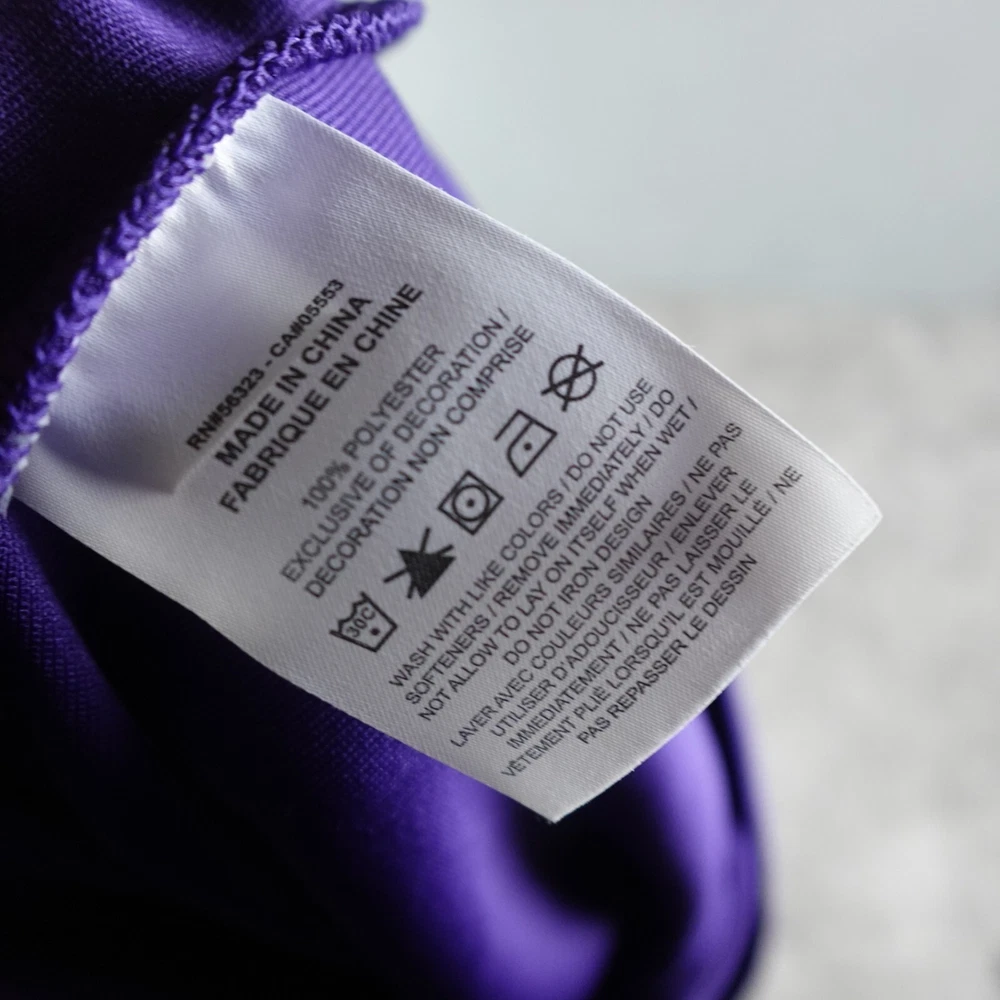 RN#56323 - CA#05553
MADE IN CHINA
FABRIQUE EN CHINE
100% POLYESTER
EXCLUSIVE OF DECORATION /
DECORATION NON COMPRISE
30C
WASH WITH LIKE COLORS / DO NOT USE
SOFTENERS / REMOVE IMMEDIATELY / DO
NOT ALLOW TO LAY ON ITSELF WHEN WET /
DO NOT IRON DESIGN
LAVER AVEC COULEURS SIMILAIRES / NE PAS
UTILISER D'ADOUCISSEUR / ENLEVER
IMMEDIATEMENT / NE PAS LAISSER LE
VÊTEMENT PLIÉ LORSQU'IL EST MOUILLÉ / NE
PAS REPASSER LE DESSIN